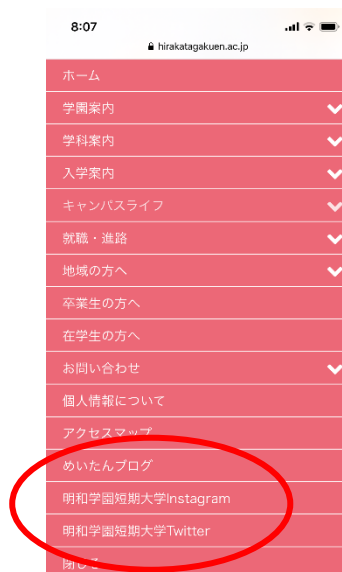 8:07
hirakatagakuen.ac.jp
ホーム
学園案内
学科案内
入学案内
キャンパスライフ
就職・進路
地域の方へ
卒業生の方へ
在学生の方へ
お問い合わせ
個人情報について
アクセスマップ
めいたんブログ
明和学園短期大学Instagram
明和学園短期大学Twitter
閉じる